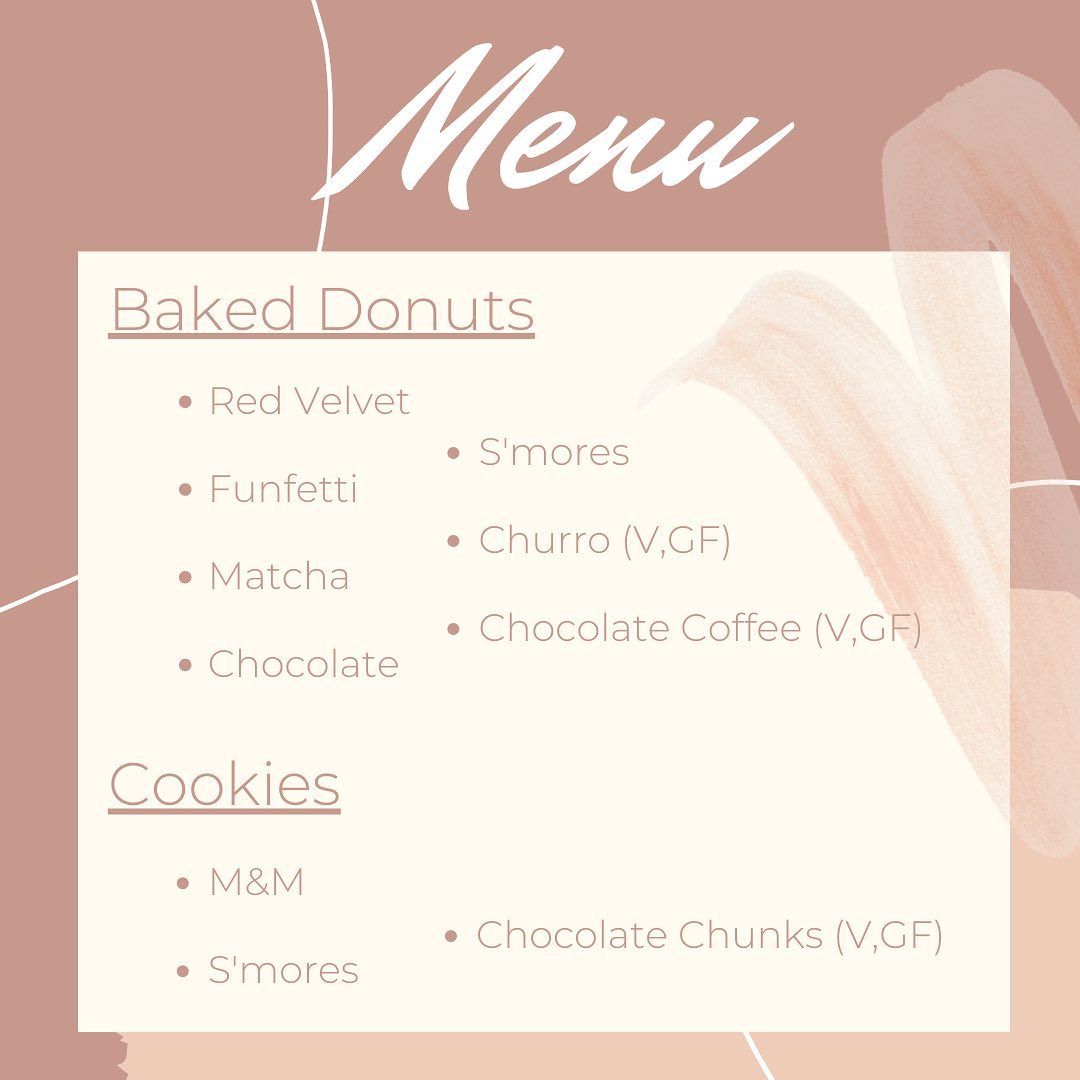 Menu
Baked Donuts
• Red Velvet
• Funfetti
• Matcha
• Chocolate
• S'mores
• Churro (V,GF)
• Chocolate Coffee (V,GF)
Cookies
• M&M
• S'mores
• Chocolate Chunks (V,GF)